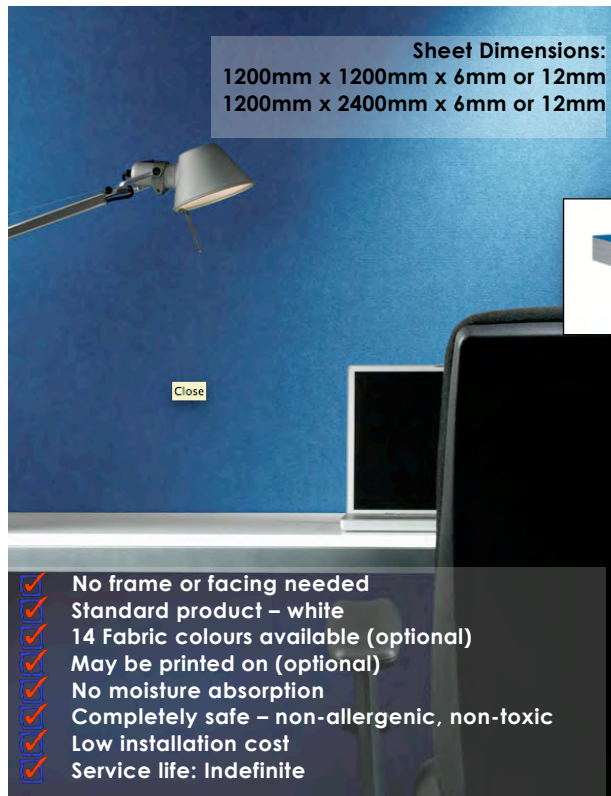 Sheet Dimensions:
1200mm x 1200mm x 6mm or 12mm
1200mm x 2400mm x 6mm or 12mm
Close
No frame or facing needed
Standard product – white
14 Fabric colours available (optional)
May be printed on (optional)
No moisture absorption
Completely safe – non-allergenic, non-toxic
Low installation cost
Service life: Indefinite